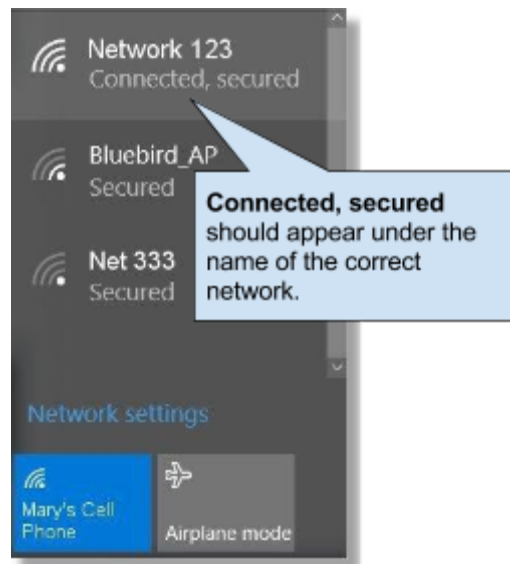 Network 123
Connected, secured
Bluebird_AP
Secured
Net 333
Secured
Connected, secured
should appear under the
name of the correct
network.
Network settings
Mary's Cell
Phone
Airplane mode